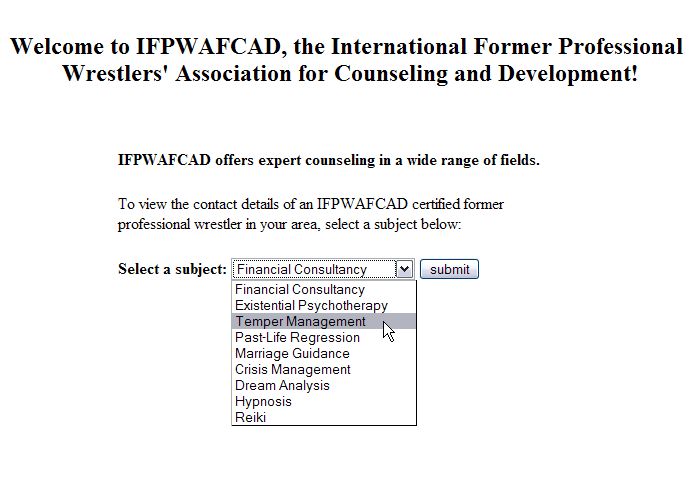 Welcome to IFPWAFCAD, the International Former Professional
Wrestlers' Association for Counseling and Development!
IFPWAFCAD offers expert counseling in a wide range of fields.
To view the contact details of an IFPWAFCAD certified former
professional wrestler in your area, select a subject below:
Select a subject: Financial Consultancy submit
Financial Consultancy
Existential Psychotherapy
Temper Management
Past-Life Regression
Marriage Guidance
Crisis Management
Dream Analysis
Hypnosis
Reiki